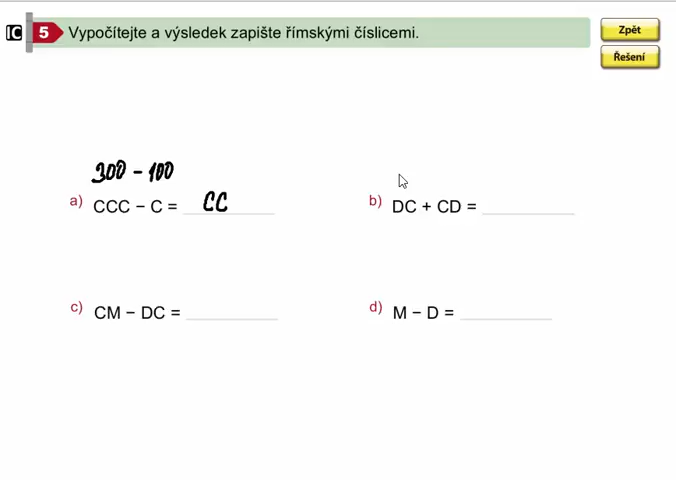 IC 5 Vypočítejte a výsledek zapište římskými číslicemi.
Zpět
Řešení
300 - 100
a) CCC − C = CC
b) DC + CD =
c) CM − DC =
d) M − D =